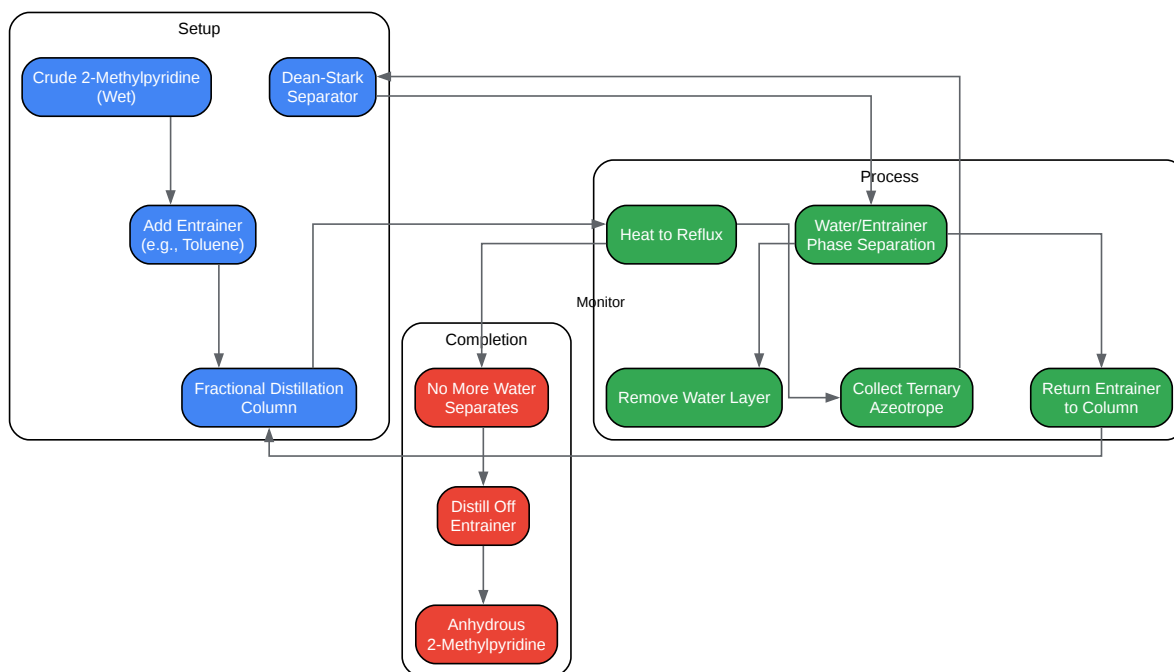 Setup
Crude 2-Methylpyridine
(Wet)
Dean-Stark
Separator
Add Entrainer
(e.g., Toluene)
Fractional Distillation
Column
Process
Heat to Reflux
Water/Entrainer
Phase Separation
Monitor
Remove Water Layer
Collect Ternary
Azeotrope
Return Entrainer
to Column
Completion
No More Water
Separates
Distill Off
Entrainer
Anhydrous
2-Methylpyridine